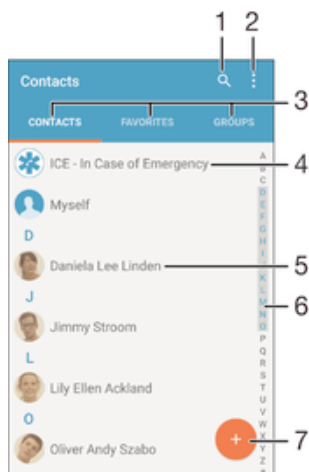 1 2
Contacts
3
CONTACTS FAVORITES GROUPS
ICE - In Case of Emergency 4
Myself
D
Daniela Lee Linden 5
J
6
Jimmy Stroom
L
Lily Ellen Ackland
O
Oliver Andy Szabo
7
A
B
C
D
E
F
G
H
I
J
K
L
M
N
O
P
Q
R
S
T
U
V
W
X
Y
Z